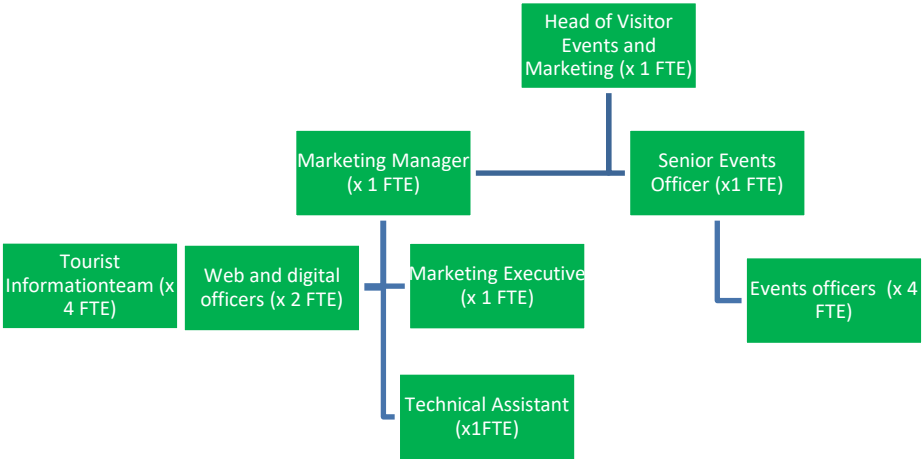 Head of Visitor
Events and
Marketing (x 1 FTE)
Marketing Manager
(x 1 FTE)
Senior Events
Officer (x1 FTE)
Tourist
Informationteam (x
4 FTE)
Web and digital
officers (x 2 FTE)
Marketing Executive
(x 1 FTE)
Events officers (x 4
FTE)
Technical Assistant
(x1FTE)